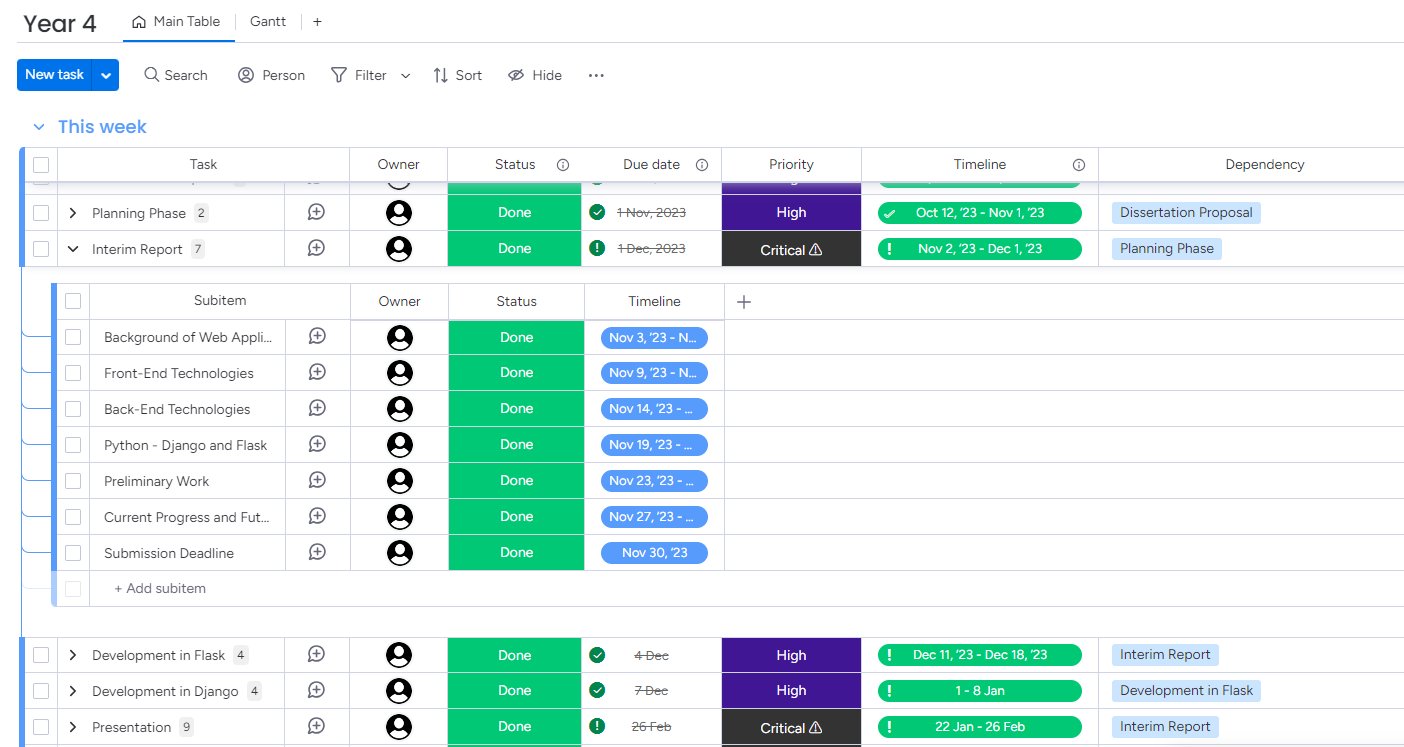 Year 4 Main Table Gantt +
New task Search Person Filter Sort Hide ...
This week
Task Owner Status Due date Priority Timeline Dependency
Planning Phase 2 Done 1 Nov, 2023 High Oct 12, '23 - Nov 1, '23 Dissertation Proposal
Interim Report 7 Done ! 1 Dec, 2023 Critical ! Nov 2, '23 - Dec 1, '23 Planning Phase
Subitem Owner Status Timeline +
Background of Web Appli... Done Nov 3, '23 - N...
Front-End Technologies Done Nov 9, '23 - N...
Back-End Technologies Done Nov 14, '23 - ...
Python - Django and Flask Done Nov 19, '23 - ...
Preliminary Work Done Nov 23, '23 - ...
Current Progress and Fut... Done Nov 27, '23 - ...
Submission Deadline Done Nov 30, '23
+ Add subitem
Development in Flask 4 Done 4 Dec High ! Dec 11, '23 - Dec 18, '23 Interim Report
Development in Django 4 Done 7 Dec High ! 1 - 8 Jan Development in Flask
Presentation 9 Done ! 26 Feb Critical ! 22 Jan - 26 Feb Interim Report